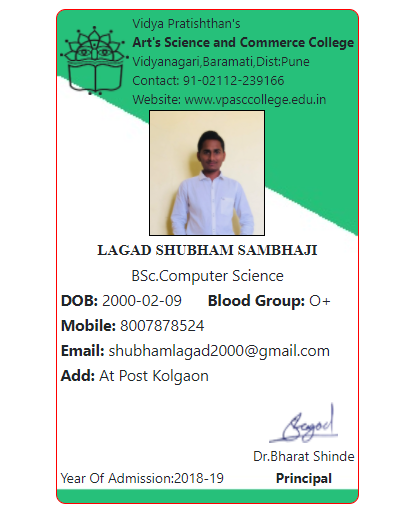 Vidya Pratishthan's
Art's Science and Commerce College
Vidyanagari,Baramati,Dist:Pune
Contact: 91-02112-239166
Website: www.vpasccollege.edu.in
LAGAD SHUBHAM SAMBHAJI
BSc.Computer Science
DOB: 2000-02-09 Blood Group: O+
Mobile: 8007878524
Email: shubhamlagad2000@gmail.com
Add: At Post Kolgaon
Dr.Bharat Shinde
Year Of Admission:2018-19 Principal